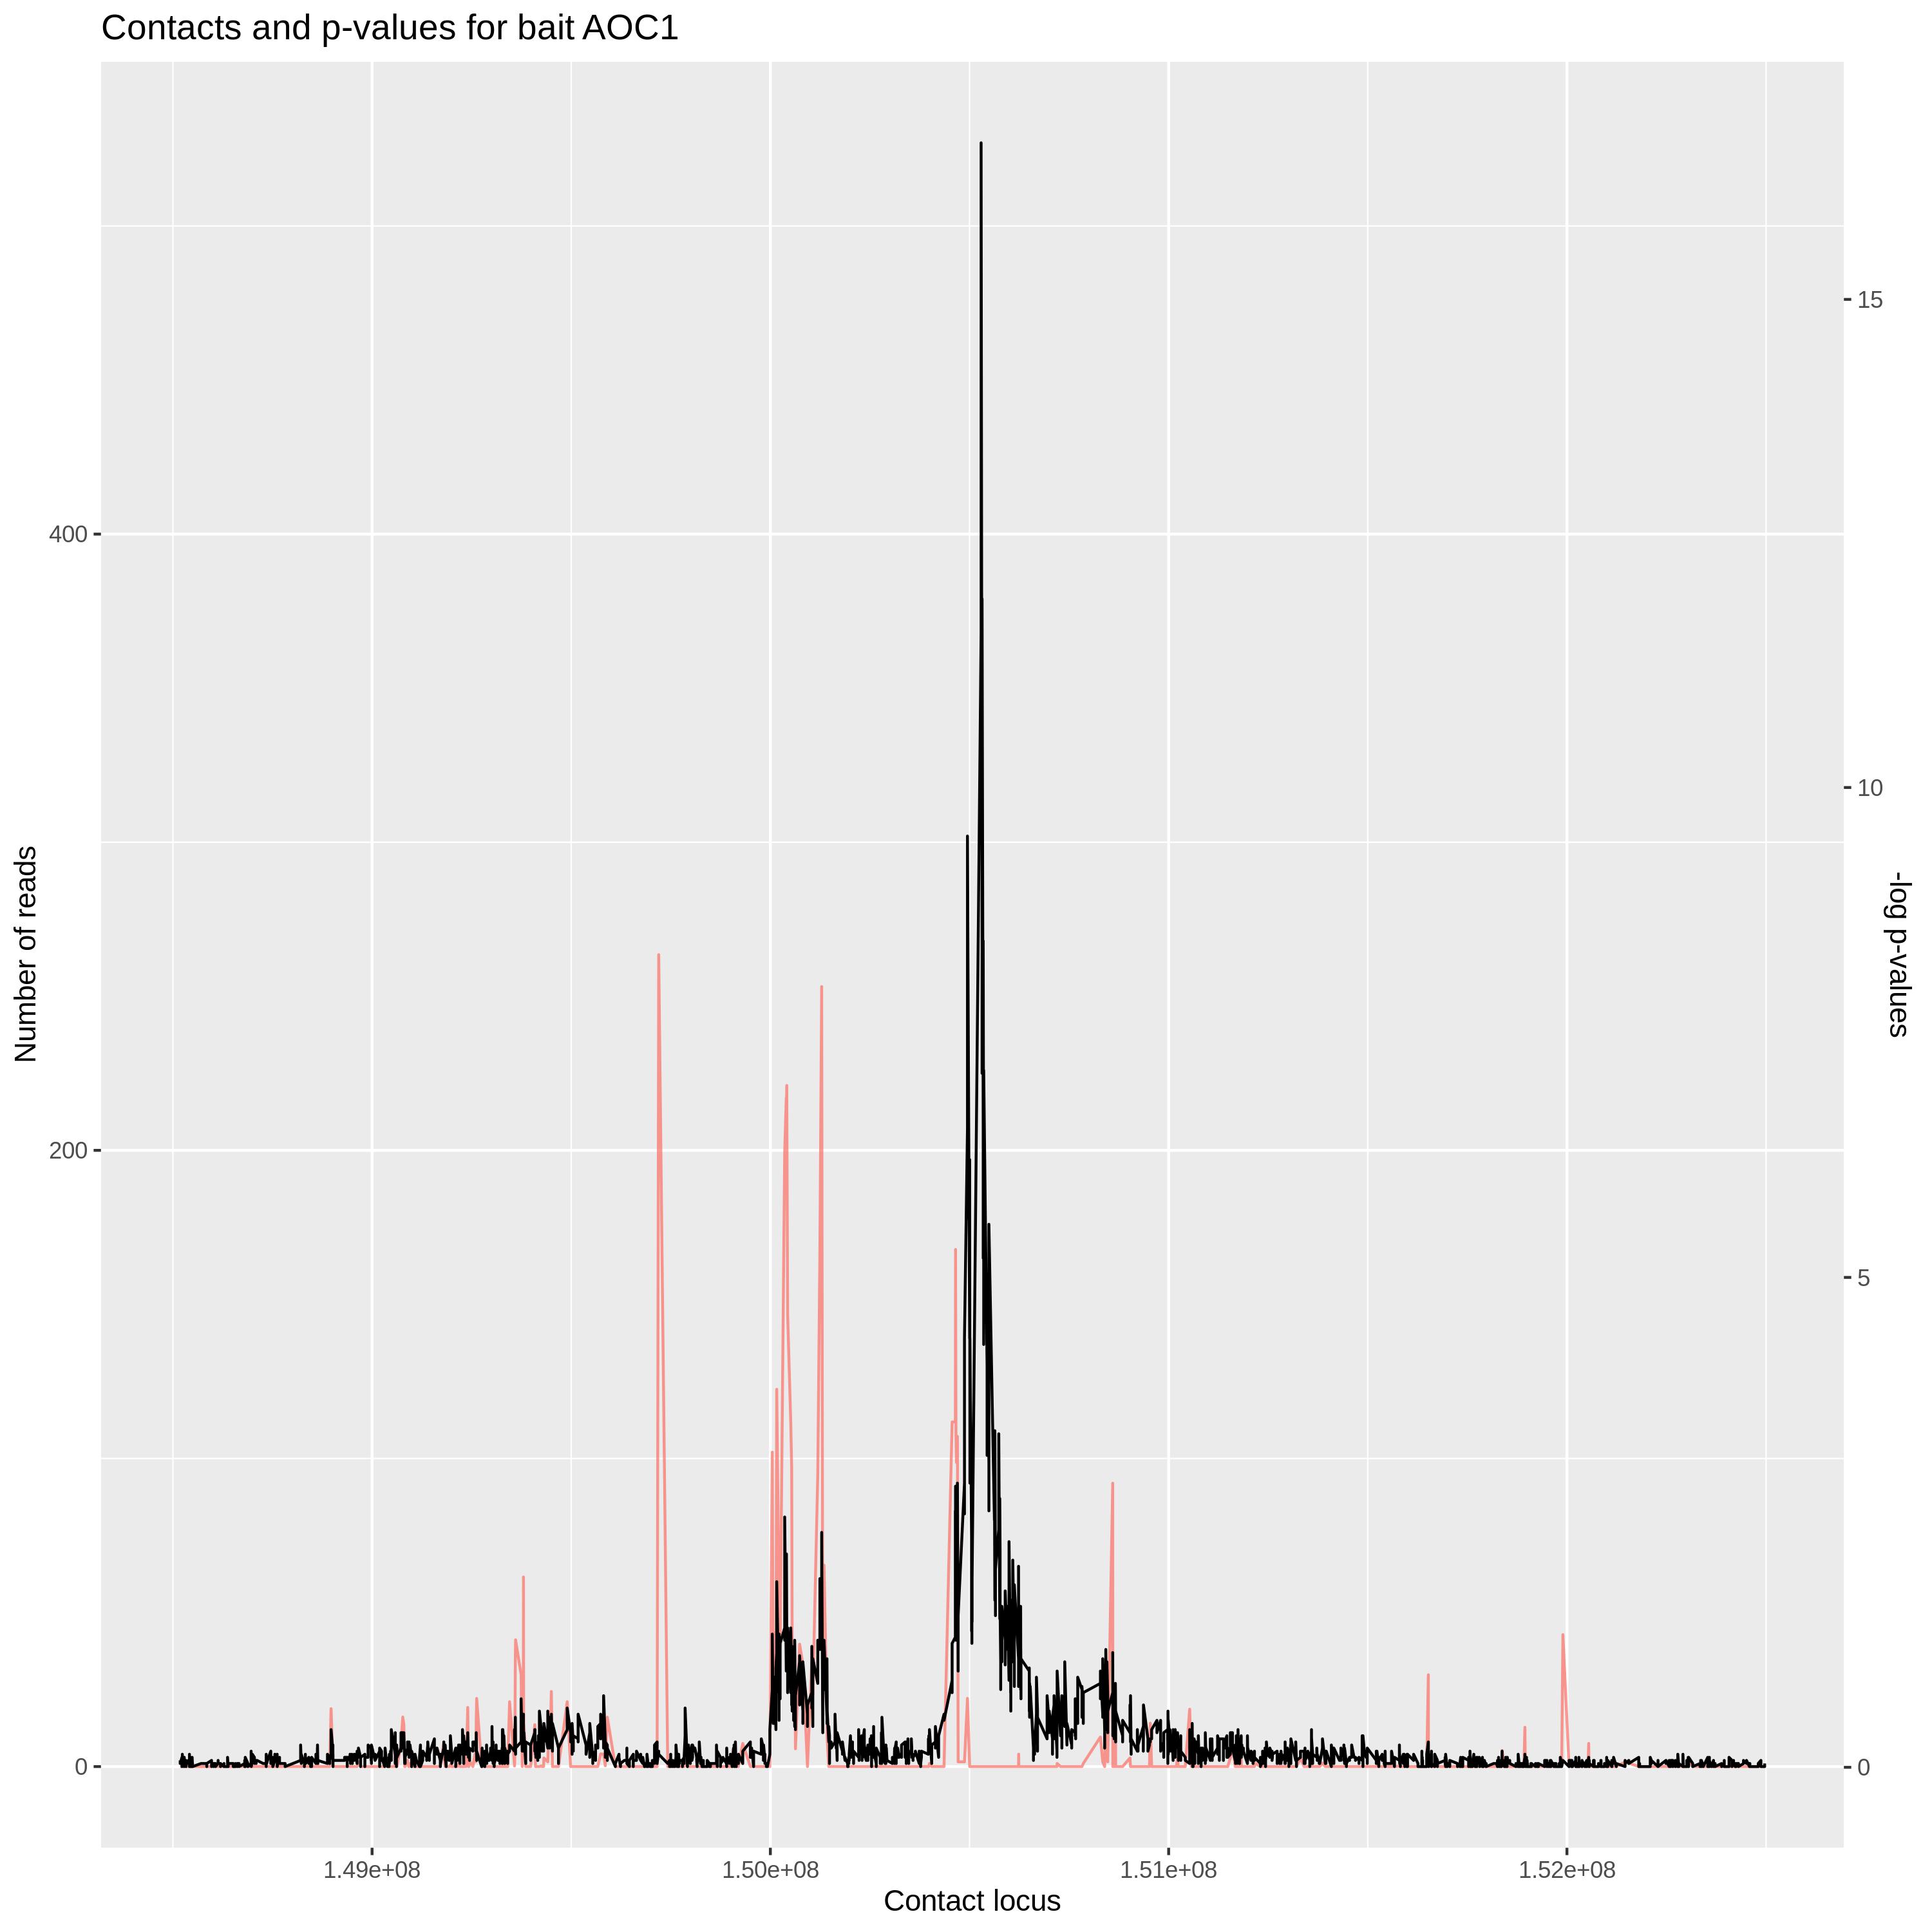 Contacts and p-values for bait AOC1
Number of reads
400
200
0
15
10
5
0
-log p-values
1.49e+08
1.50e+08
1.51e+08
1.52e+08
Contact locus